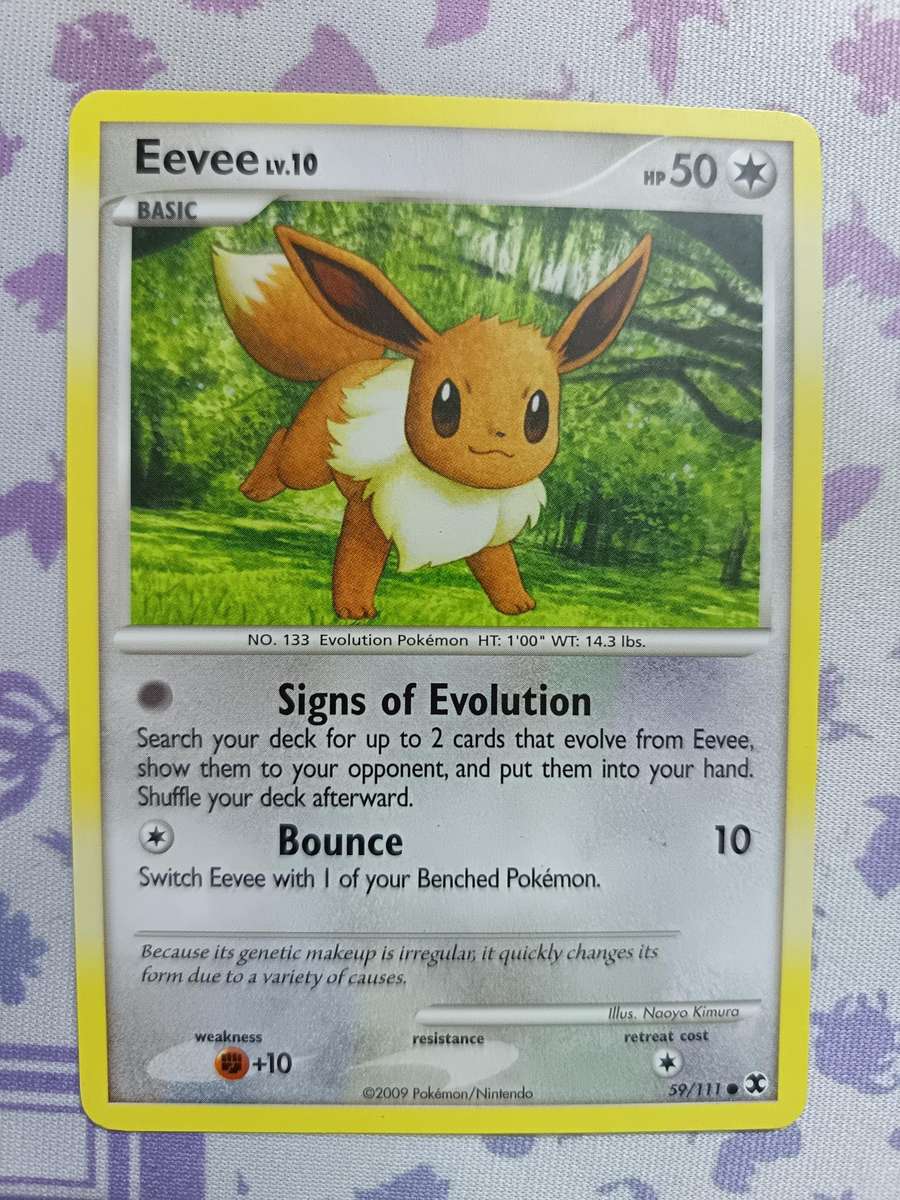 Eevee LV.10 HP 50
BASIC
NO. 133 Evolution Pokémon HT: 1'00" WT: 14.3 lbs.
Signs of Evolution
Search your deck for up to 2 cards that evolve from Eevee,
show them to your opponent, and put them into your hand.
Shuffle your deck afterward.
Bounce 10
Switch Eevee with 1 of your Benched Pokémon.
Because its genetic makeup is irregular, it quickly changes its
form due to a variety of causes.
Illus. Naoyo Kimura
weakness resistance retreat cost
+10
©2009 Pokémon/Nintendo 59/111